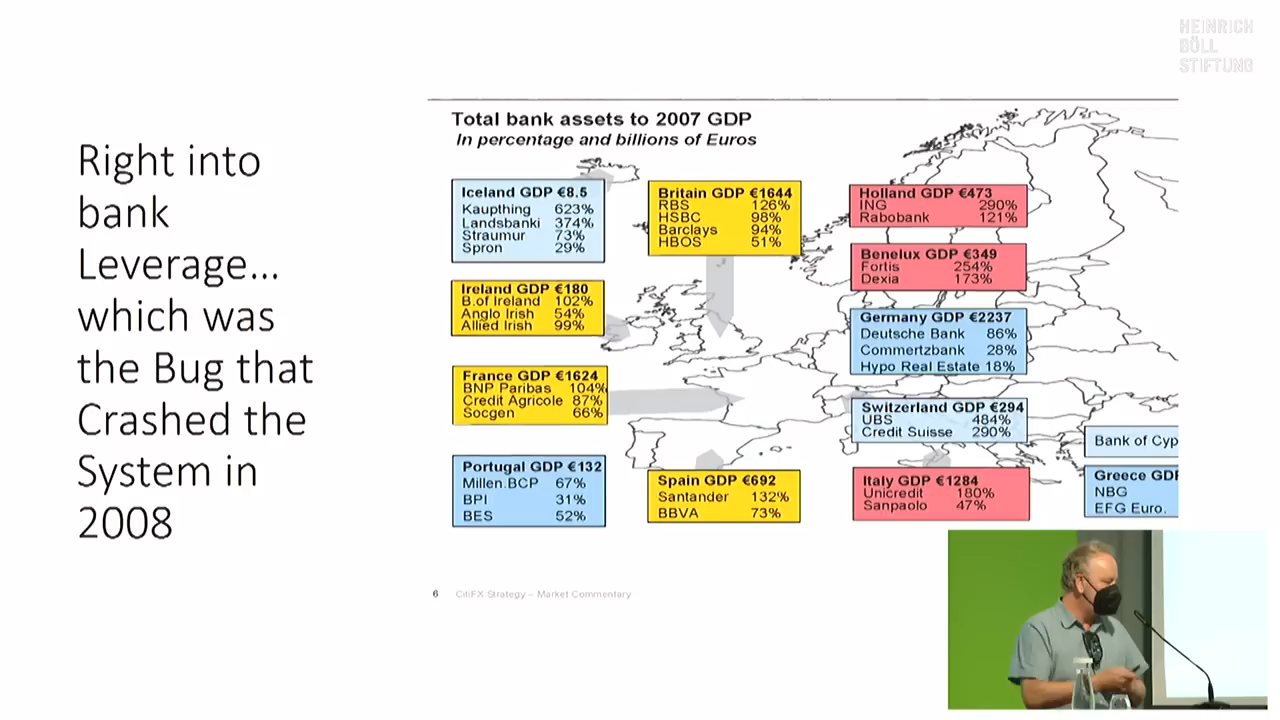 HEINRICH
BÖLL
STIFTUNG
Right into
bank
Leverage...
which was
the Bug that
Crashed the
System in
2008
Total bank assets to 2007 GDP
In percentage and billions of Euros
Iceland GDP €8.5
Kaupthing 623%
Landsbanki 374%
Straumur 73%
Spron 29%
Britain GDP €1644
RBS 126%
HSBC 98%
Barclays 94%
HBOS 51%
Holland GDP €473
ING 290%
Rabobank 121%
Benelux GDP €349
Fortis 254%
Dexia 173%
Ireland GDP €180
B.of Ireland 102%
Anglo Irish 54%
Allied Irish 99%
Germany GDP €2237
Deutsche Bank 86%
Commertzbank 28%
Hypo Real Estate 18%
France GDP €1624
BNP Paribas 104%
Credit Agricole 87%
Socgen 66%
Switzerland GDP €294
UBS 484%
Credit Suisse 290%
Bank of Cyp
Portugal GDP €132
Millen.BCP 67%
BPI 31%
BES 52%
Spain GDP €692
Santander 132%
BBVA 73%
Italy GDP €1284
Unicredit 180%
Sanpaolo 47%
Greece GDP
NBG
EFG Euro.
6 CitiFX Strategy – Market Commentary